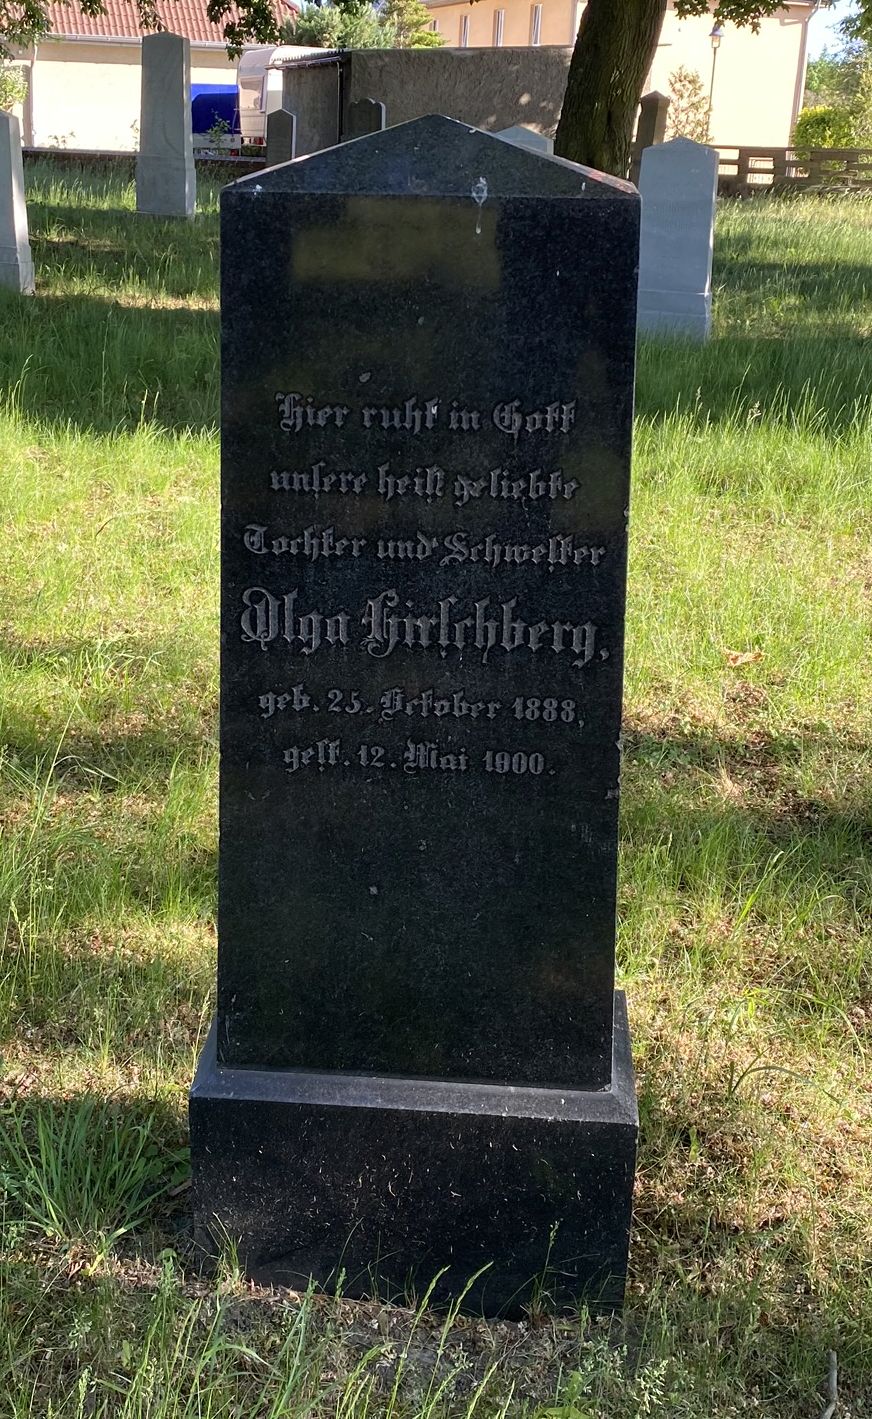 Hier ruht in Gott
unsere heiß geliebte
Tochter und Schwester
Olga Hirschberg,
geb. 25. October 1888,
gest. 12. Mai 1900.